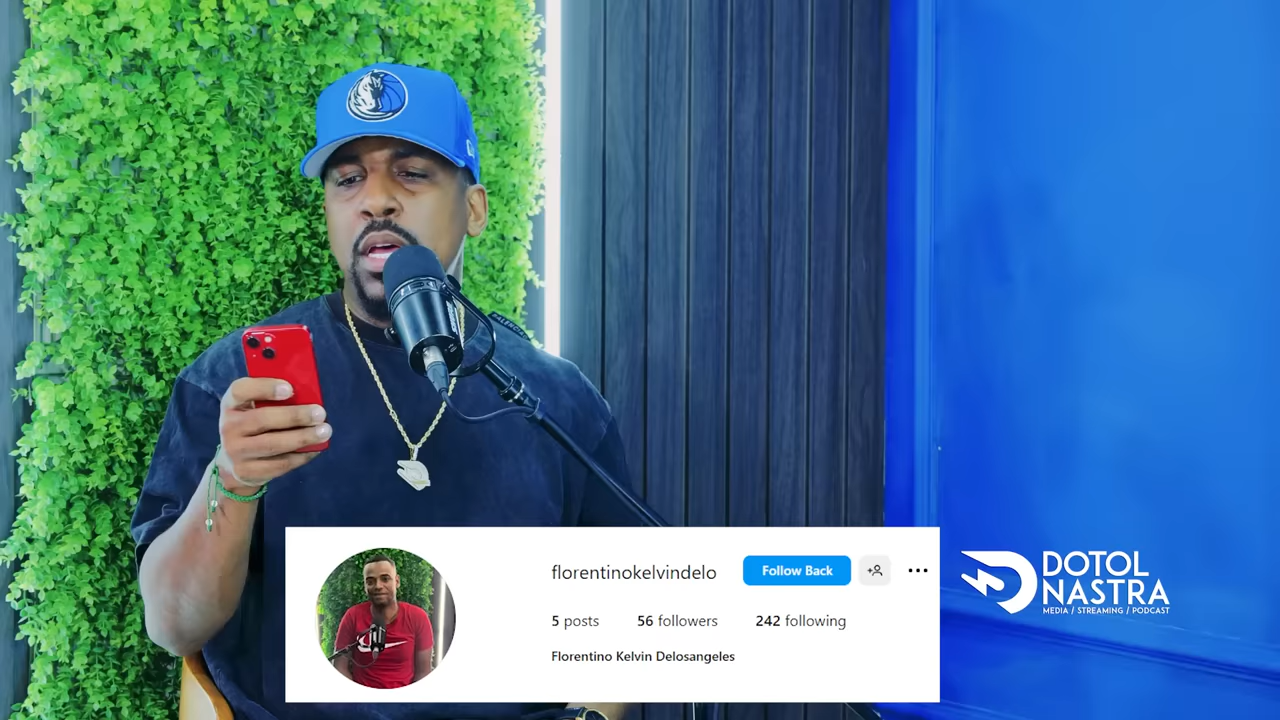 florentinokelvindelo
Follow Back
5 posts 56 followers 242 following
Florentino Kelvin Delosangeles
DOTOL
NASTRA
MEDIA / STREAMING / PODCAST